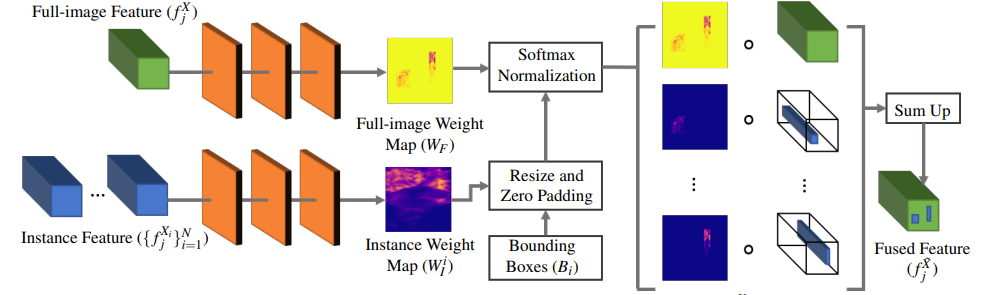 Full-image Feature (f_j^X)
Softmax
Normalization
Full-image Weight
Map (W_F)
Sum Up
Resize and
Zero Padding
...
Instance Feature ({f_j^{X_i}}_{i=1}^N)
Instance Weight
Map (W_I^i)
Bounding
Boxes (B_i)
Fused Feature
(f_j^{X̃})